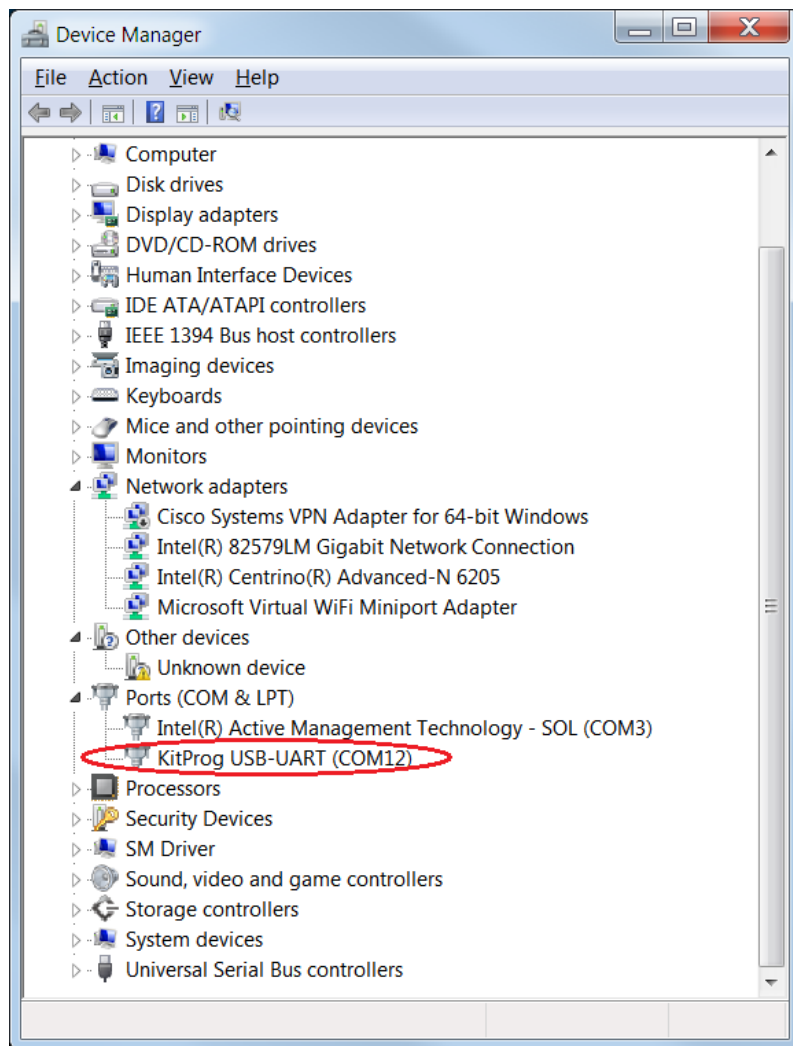 Device Manager
File Action View Help
Computer
Disk drives
Display adapters
DVD/CD-ROM drives
Human Interface Devices
IDE ATA/ATAPI controllers
IEEE 1394 Bus host controllers
Imaging devices
Keyboards
Mice and other pointing devices
Monitors
Network adapters
Cisco Systems VPN Adapter for 64-bit Windows
Intel(R) 82579LM Gigabit Network Connection
Intel(R) Centrino(R) Advanced-N 6205
Microsoft Virtual WiFi Miniport Adapter
Other devices
Unknown device
Ports (COM & LPT)
Intel(R) Active Management Technology - SOL (COM3)
KitProg USB-UART (COM12)
Processors
Security Devices
SM Driver
Sound, video and game controllers
Storage controllers
System devices
Universal Serial Bus controllers